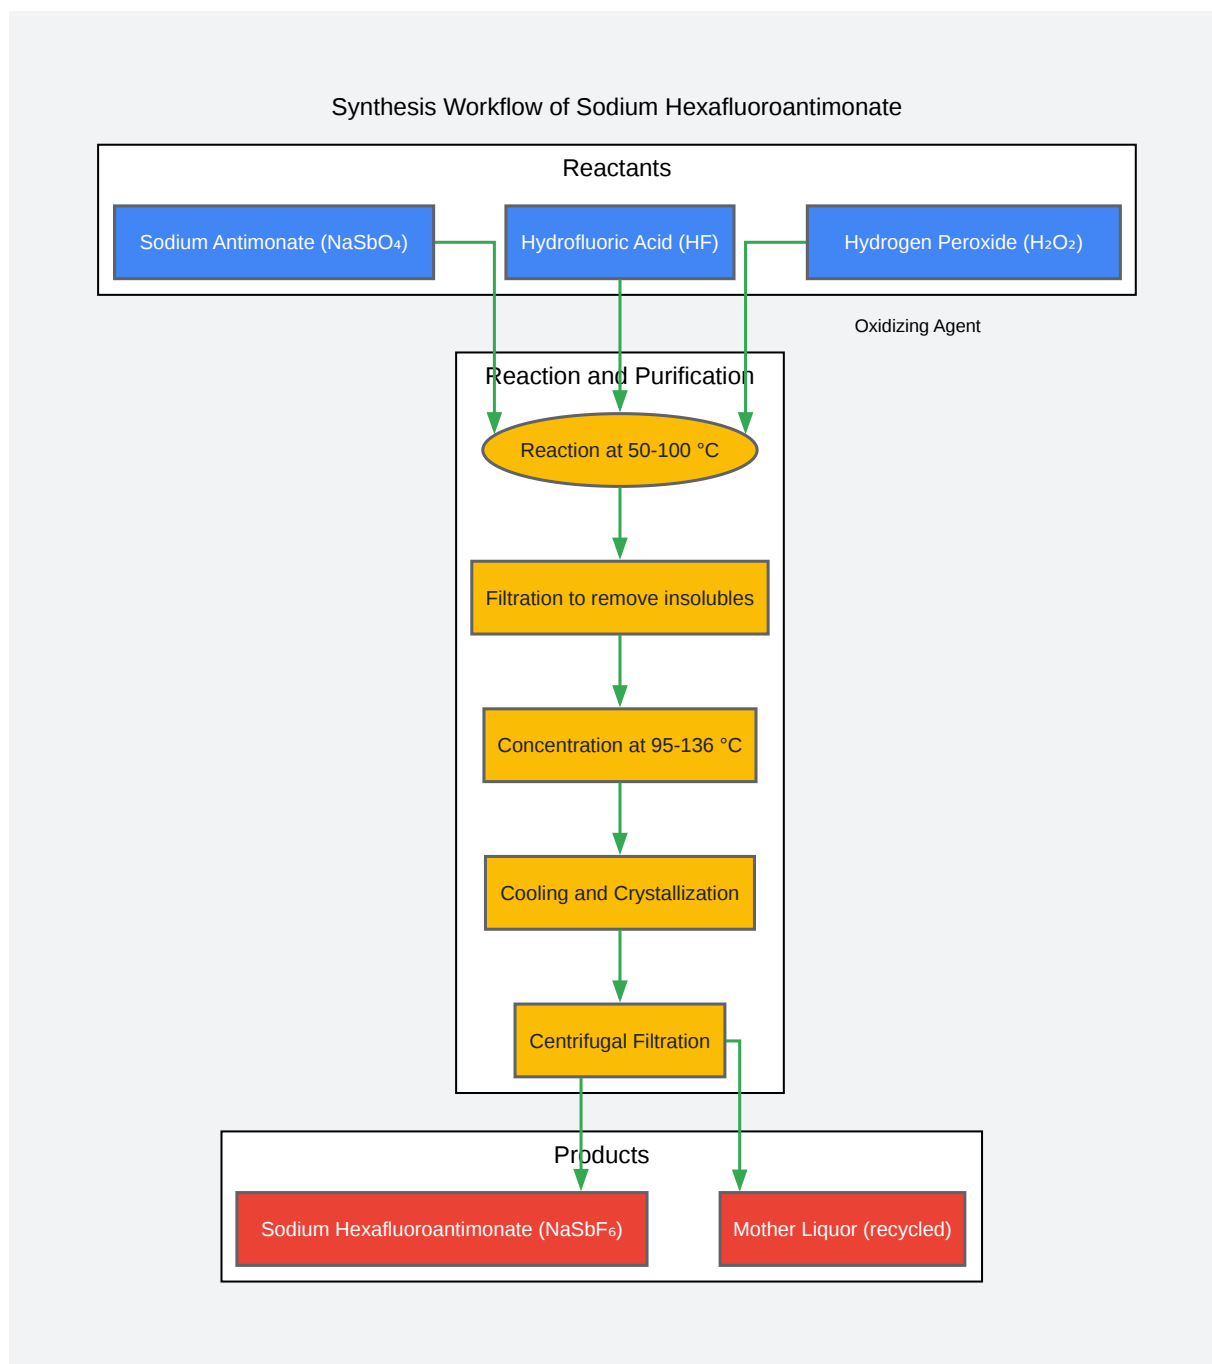 Synthesis Workflow of Sodium Hexafluoroantimonate
Reactants
Sodium Antimonate (NaSbO₄)
Hydrofluoric Acid (HF)
Hydrogen Peroxide (H₂O₂)
Oxidizing Agent
Reaction and Purification
Reaction at 50-100 °C
Filtration to remove insolubles
Concentration at 95-136 °C
Cooling and Crystallization
Centrifugal Filtration
Products
Sodium Hexafluoroantimonate (NaSbF₆)
Mother Liquor (recycled)